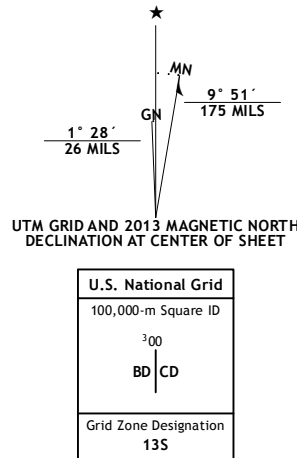 ★
MN
GN
9° 51´
175 MILS
1° 28´
26 MILS
UTM GRID AND 2013 MAGNETIC NORTH
DECLINATION AT CENTER OF SHEET
U.S. National Grid
100,000-m Square ID
³00
BD CD
Grid Zone Designation
13S